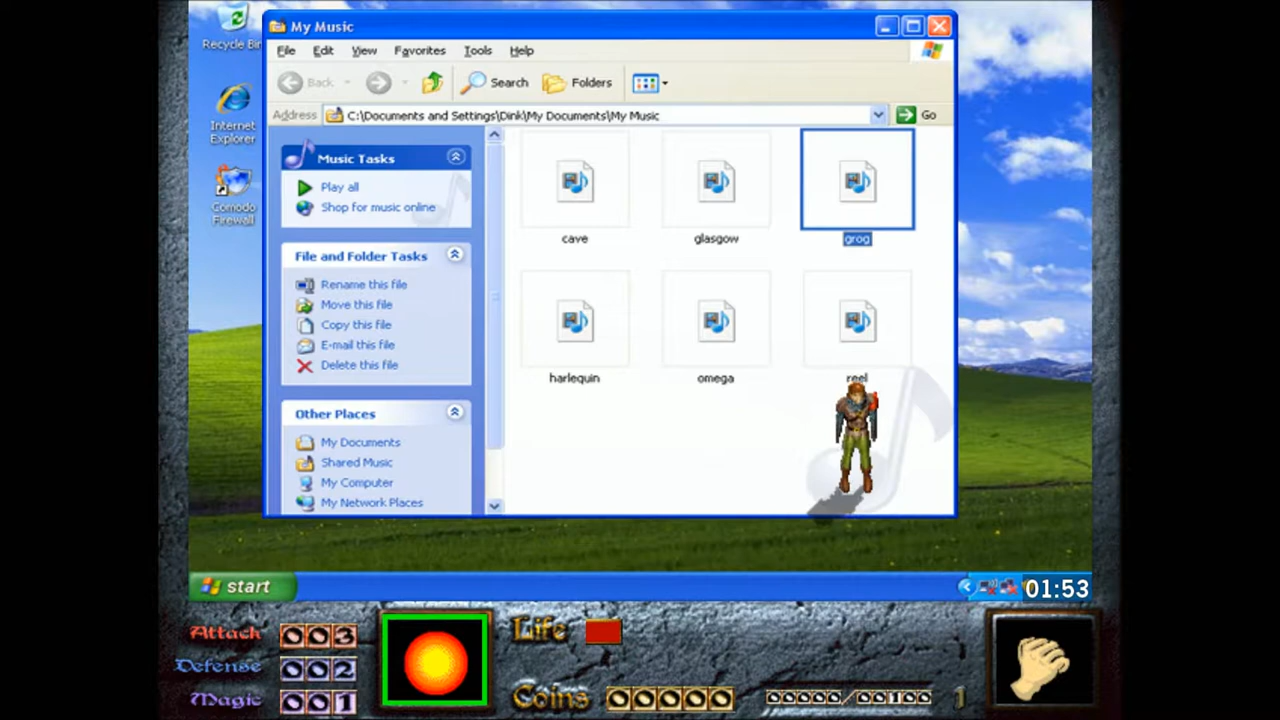 My Music
Recycle Bin
File Edit View Favorites Tools Help
Back Search Folders
Address C:\Documents and Settings\Dink\My Documents\My Music Go
Internet
Explorer
Comodo
Firewall
Music Tasks
Play all
Shop for music online
cave glasgow grog
File and Folder Tasks
Rename this file
Move this file
Copy this file
E-mail this file
Delete this file
harlequin omega reel
Other Places
My Documents
Shared Music
My Computer
My Network Places
start 01:53
Attack 003 Life
Defense 002
Magic 001 Coins 00000 00000/00100 1